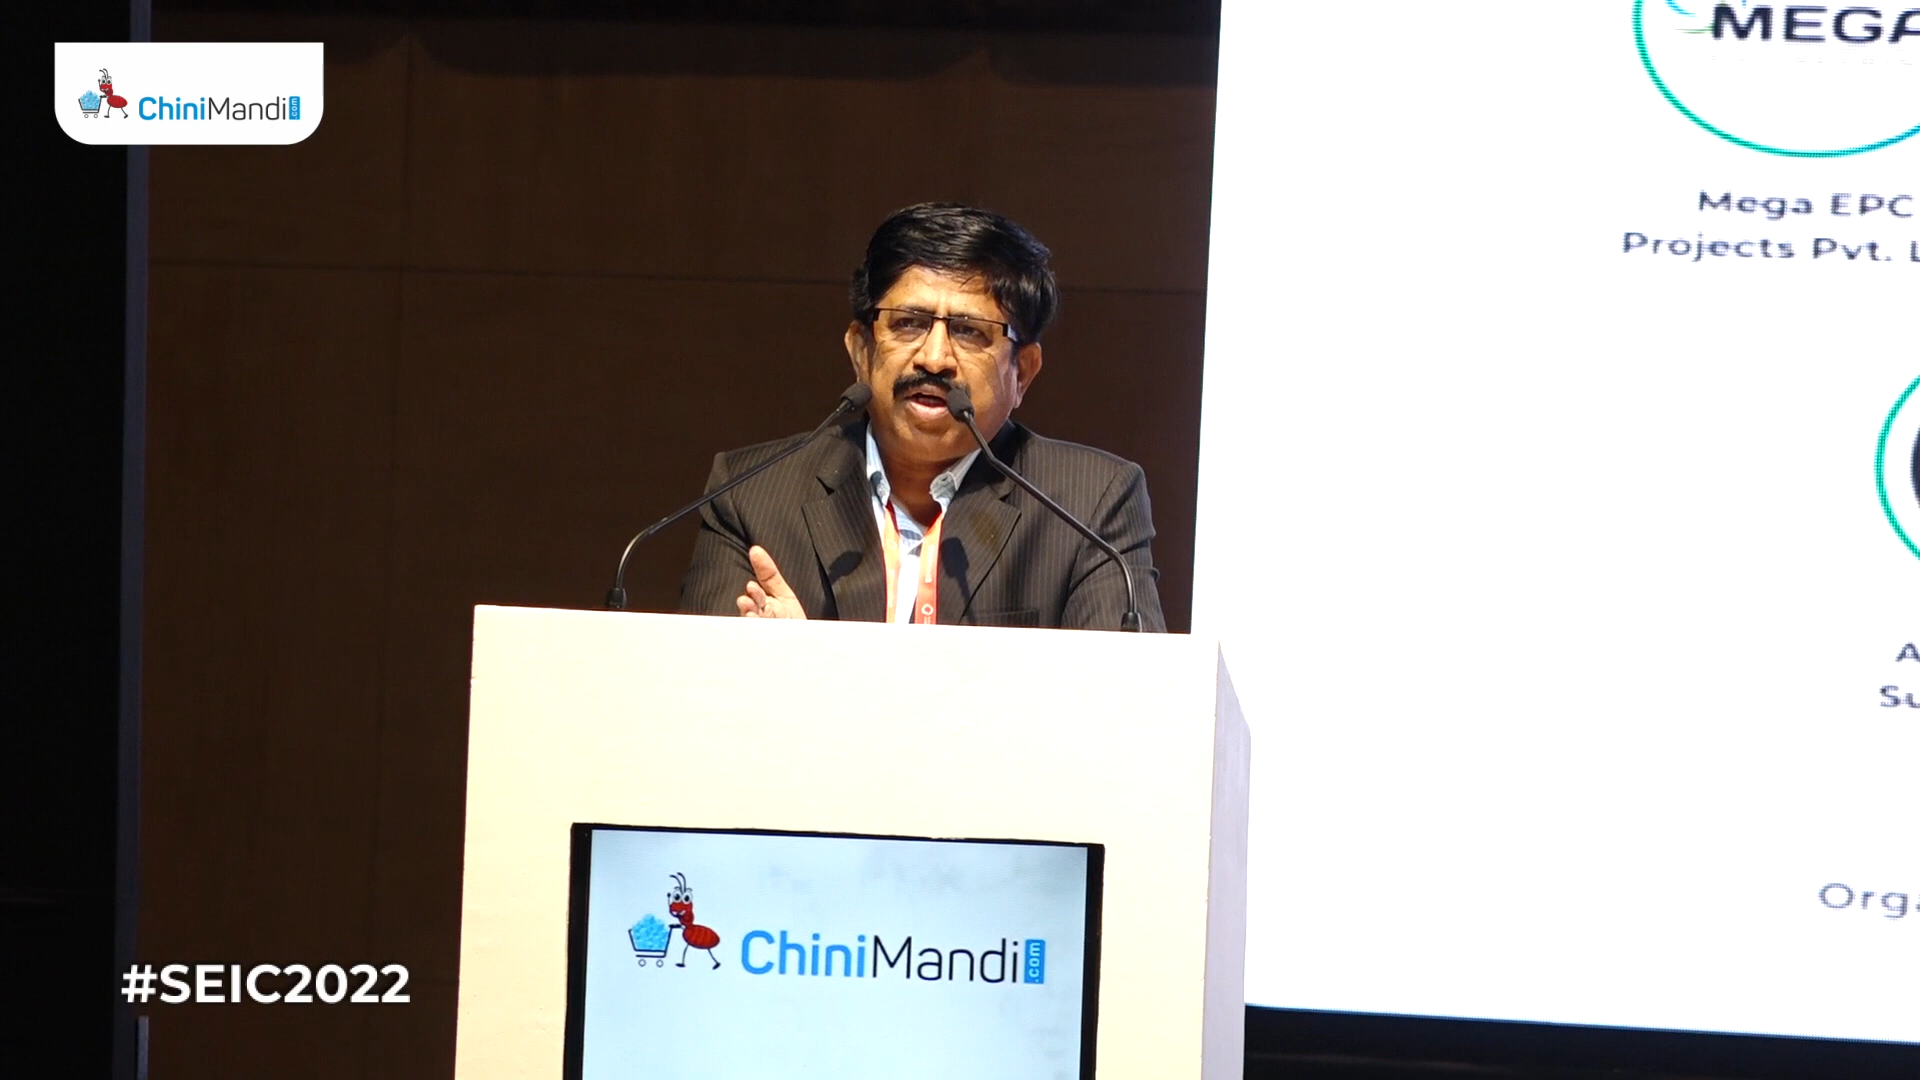 ChiniMandi.com
MEGA
Mega EPC
Projects Pvt.
ChiniMandi.com
#SEIC2022